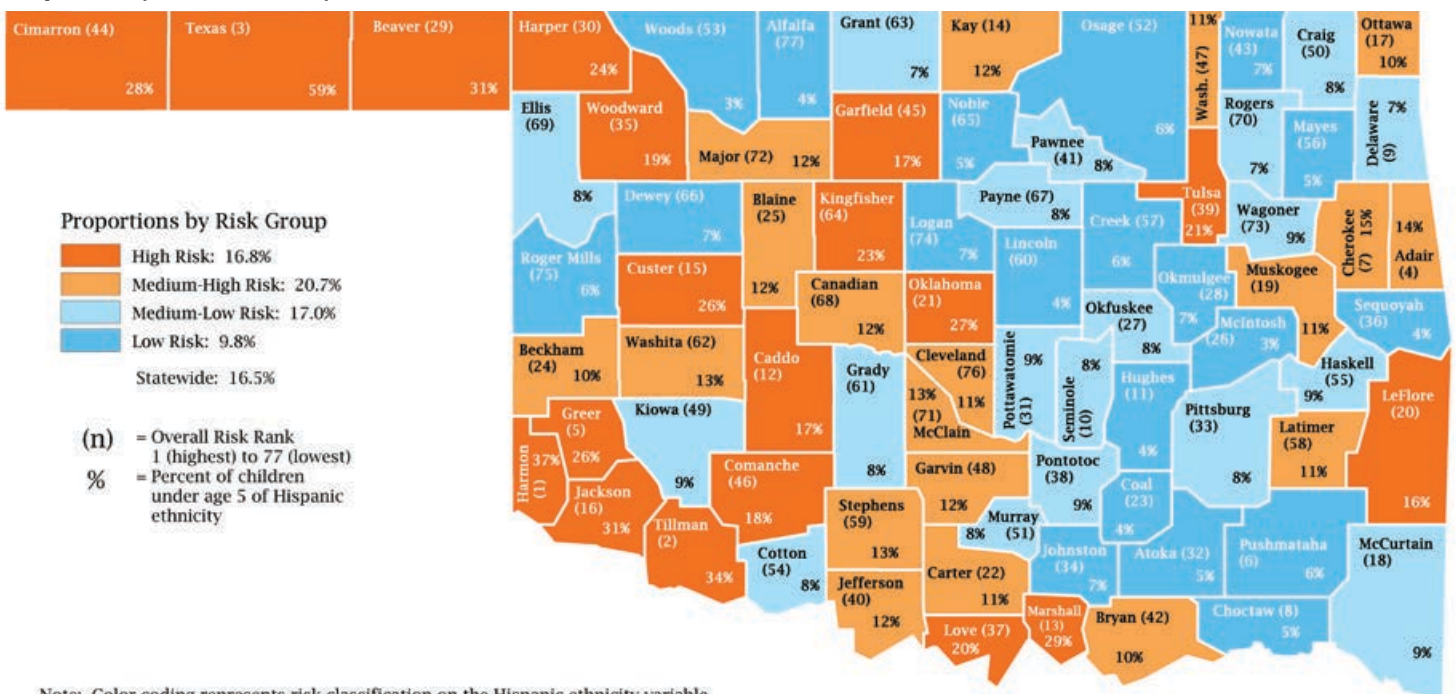 Cimarron (44)
28%
Texas (3)
59%
Beaver (29)
31%
Harper (30)
24%
Woods (53)
3%
Alfalfa
(77)
4%
Grant (63)
7%
Kay (14)
12%
Osage (52)
6%
11%
Wash. (47)
Nowata
(43)
7%
Craig
(50)
8%
Ottawa
(17)
10%
Ellis
(69)
8%
Woodward
(35)
19%
Major (72)
12%
Garfield (45)
17%
Noble
(65)
5%
Pawnee
(41)
8%
Rogers
(70)
7%
Mayes
(56)
5%
Delaware
(9)
7%
Dewey (66)
7%
Blaine
(25)
12%
Kingfisher
(64)
23%
Logan
(74)
7%
Payne (67)
8%
Lincoln
(60)
4%
Creek (57)
6%
Tulsa
(39)
21%
Wagoner
(73)
9%
Cherokee
(7)
15%
14%
Adair
(4)
Roger Mills
(75)
6%
Custer (15)
26%
Canadian
(68)
12%
Oklahoma
(21)
27%
Okfuskee
(27)
8%
Okmulgee
(28)
7%
Muskogee
(19)
11%
McIntosh
(26)
3%
Sequoyah
(36)
4%
Beckham
(24)
10%
Washita (62)
13%
Caddo
(12)
17%
Grady
(61)
8%
Cleveland
(76)
11%
13%
(71)
McClain
Pottawatomie
(31)
9%
Seminole
(10)
8%
Hughes
(11)
4%
Pittsburg
(33)
8%
Haskell
(55)
9%
Latimer
(58)
11%
LeFlore
(20)
16%
Greer
(5)
26%
Kiowa (49)
9%
Harmon
(1)
37%
Jackson
(16)
31%
Tillman
(2)
34%
Comanche
(46)
18%
Cotton
(54)
8%
Stephens
(59)
13%
Jefferson
(40)
12%
Garvin (48)
12%
Murray
(51)
8%
Pontotoc
(38)
9%
Coal
(23)
4%
Carter (22)
11%
Love (37)
20%
Johnston
(34)
7%
Marshall
(13)
29%
Atoka (32)
5%
Bryan (42)
10%
Pushmataha
(6)
6%
Choctaw (8)
5%
McCurtain
(18)
9%
Proportions by Risk Group
High Risk: 16.8%
Medium-High Risk: 20.7%
Medium-Low Risk: 17.0%
Low Risk: 9.8%
Statewide: 16.5%
(n) = Overall Risk Rank
1 (highest) to 77 (lowest)
% = Percent of children
under age 5 of Hispanic
ethnicity
Note: Color coding represents risk classification on the Hispanic ethnicity variable